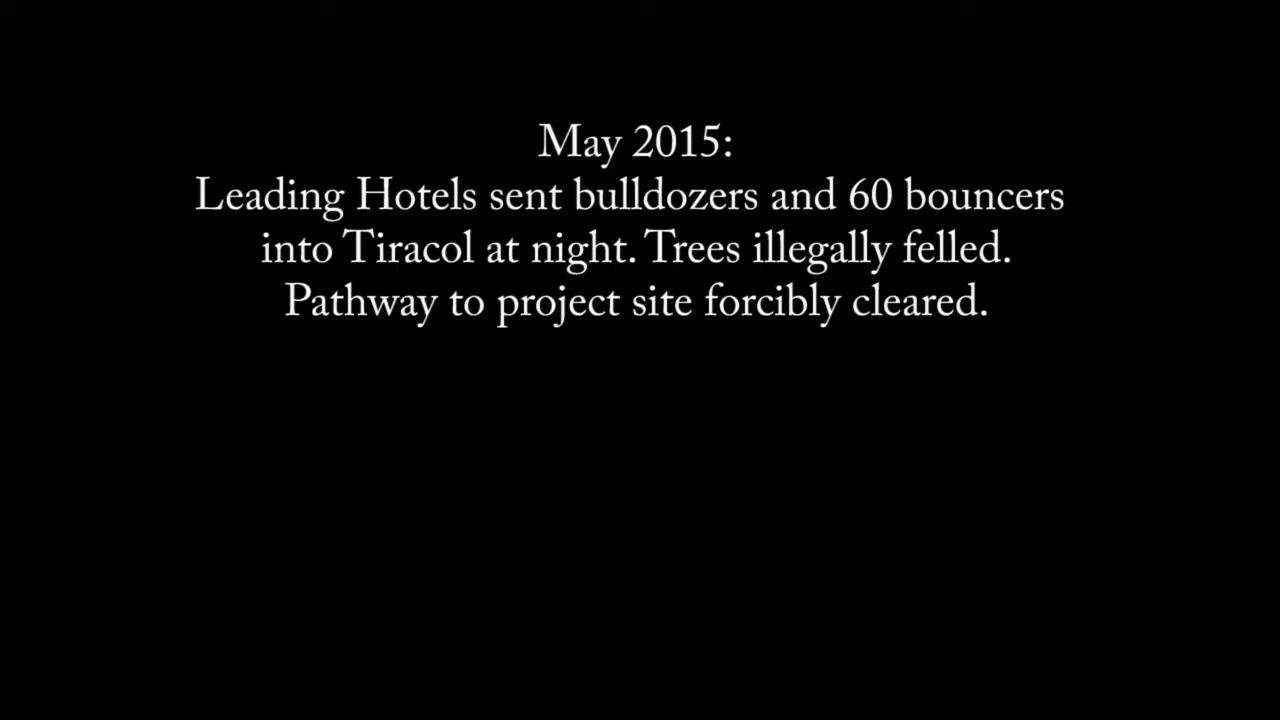 May 2015:
Leading Hotels sent bulldozers and 60 bouncers
into Tiracol at night. Trees illegally felled.
Pathway to project site forcibly cleared.